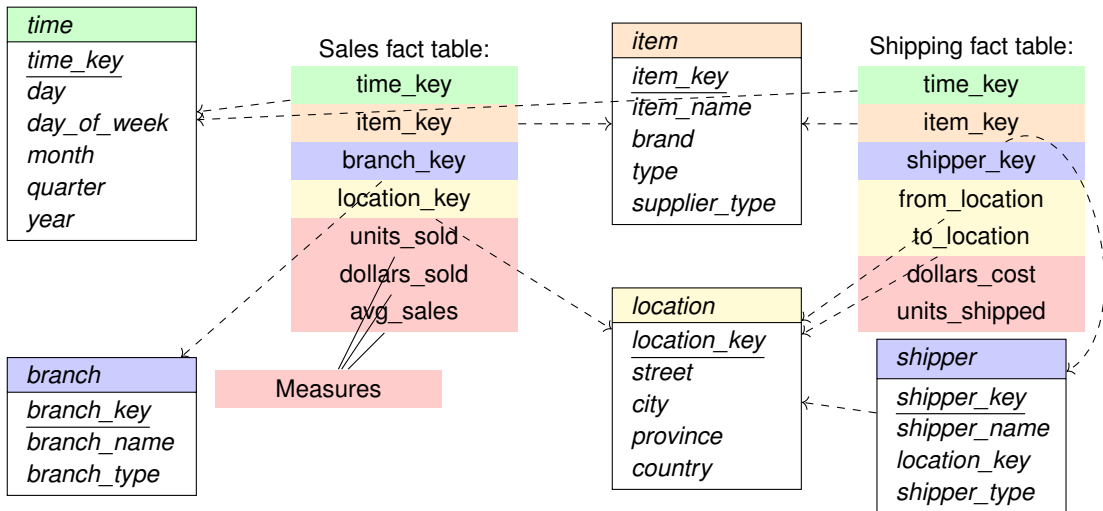 time
time_key
day
day_of_week
month
quarter
year
Sales fact table:
time_key
item_key
branch_key
location_key
units_sold
dollars_sold
avg_sales
Measures
branch
branch_key
branch_name
branch_type
item
item_key
item_name
brand
type
supplier_type
location
location_key
street
city
province
country
Shipping fact table:
time_key
item_key
shipper_key
from_location
to_location
dollars_cost
units_shipped
shipper
shipper_key
shipper_name
location_key
shipper_type